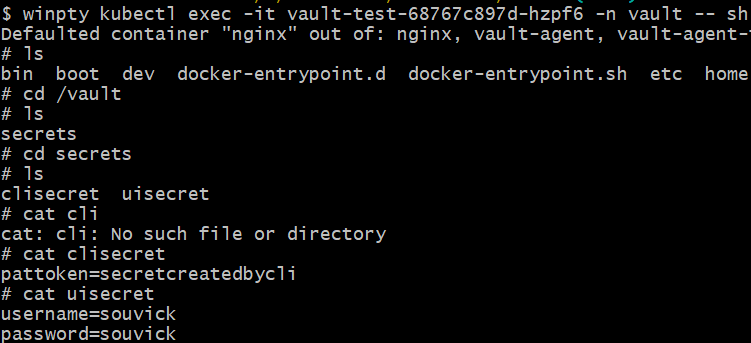 $ winpty kubectl exec -it vault-test-68767c897d-hzpf6 -n vault -- sh
Defaulted container "nginx" out of: nginx, vault-agent, vault-agent-
# ls
bin  boot  dev  docker-entrypoint.d  docker-entrypoint.sh  etc  home
# cd /vault
# ls
secrets
# cd secrets
# ls
clisecret  uisecret
# cat cli
cat: cli: No such file or directory
# cat clisecret
pattoken=secretcreatedbycli
# cat uisecret
username=souvick
password=souvick